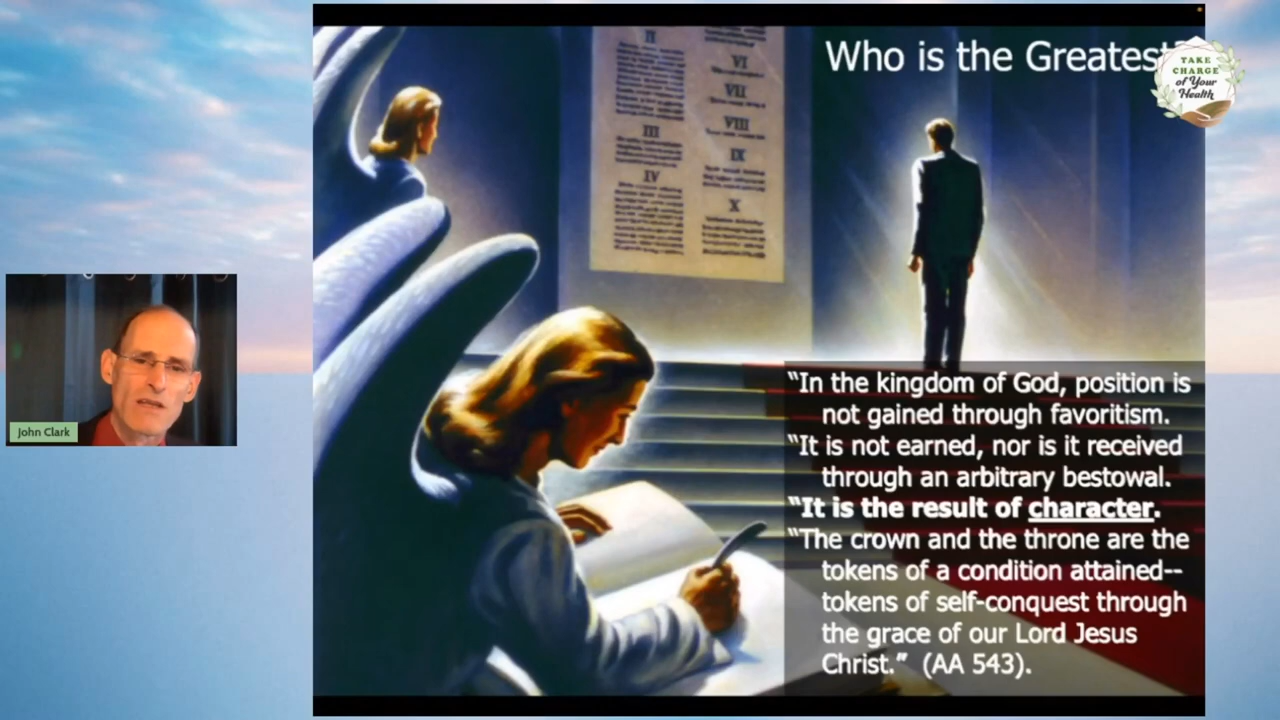 Who is the Greatest?
TAKE
CHARGE
of Your
Health
II
VI
VII
VIII
III
IX
IV
X
John Clark
“In the kingdom of God, position is
not gained through favoritism.
“It is not earned, nor is it received
through an arbitrary bestowal.
“It is the result of character.
“The crown and the throne are the
tokens of a condition attained--
tokens of self-conquest through
the grace of our Lord Jesus
Christ.” (AA 543).